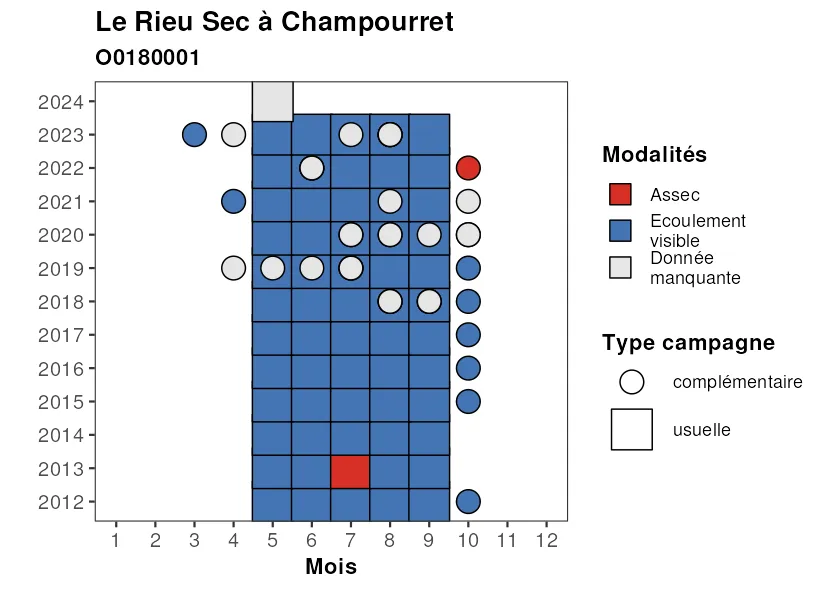 Le Rieu Sec à Champourret
O0180001
2024
2023
2022
2021
2020
2019
2018
2017
2016
2015
2014
2013
2012
1 2 3 4 5 6 7 8 9 10 11 12
Mois
Modalités
Assec
Ecoulement
visible
Donnée
manquante
Type campagne
complémentaire
usuelle